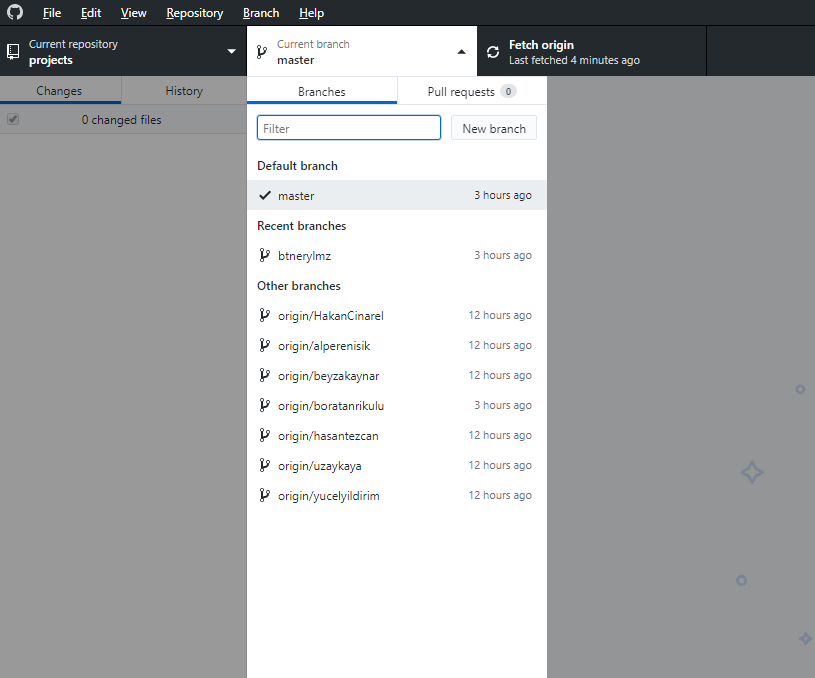 File Edit View Repository Branch Help
Current repository
projects
Current branch
master
Fetch origin
Last fetched 4 minutes ago
Changes History
0 changed files
Branches Pull requests 0
Filter New branch
Default branch
master 3 hours ago
Recent branches
btnerylmz 3 hours ago
Other branches
origin/HakanCinarel 12 hours ago
origin/alperenisik 12 hours ago
origin/beyzakaynar 12 hours ago
origin/boratanrikulu 3 hours ago
origin/hasantezcan 12 hours ago
origin/uzaykaya 12 hours ago
origin/yucelyildirim 12 hours ago